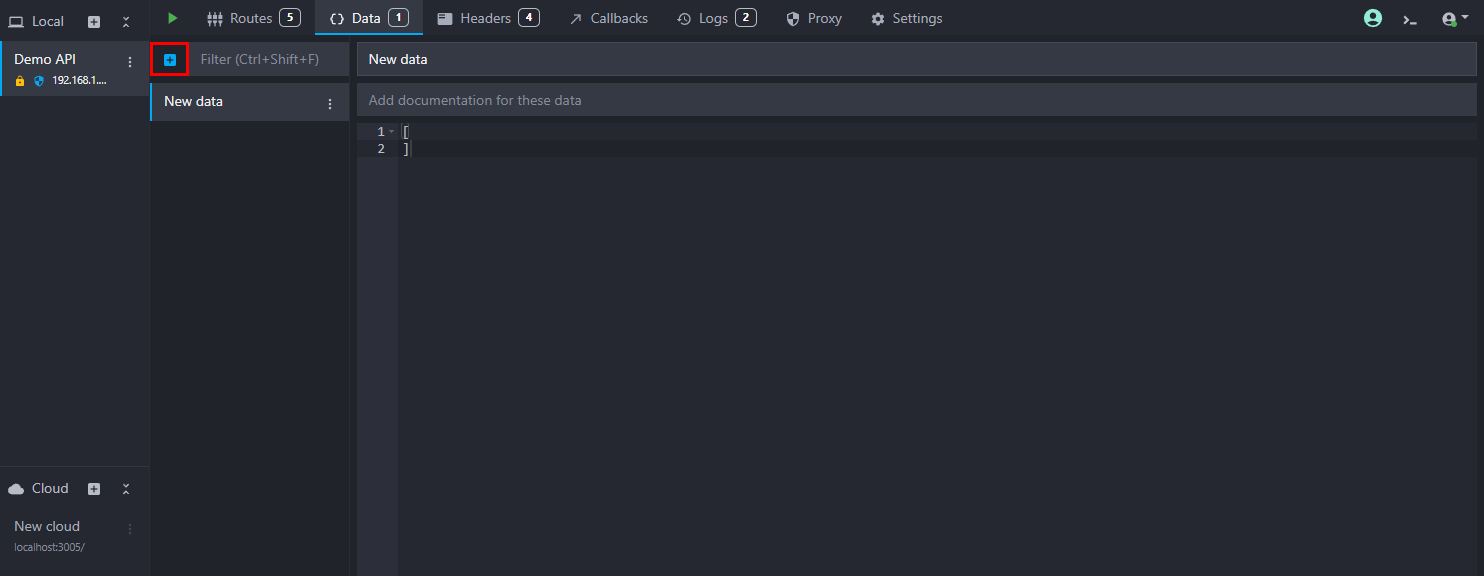 Local
Routes 5
Data 1
Headers 4
Callbacks
Logs 2
Proxy
Settings
Demo API
192.168.1....
Filter (Ctrl+Shift+F)
New data
New data
Add documentation for these data
1 [
2 ]
Cloud
New cloud
localhost:3005/